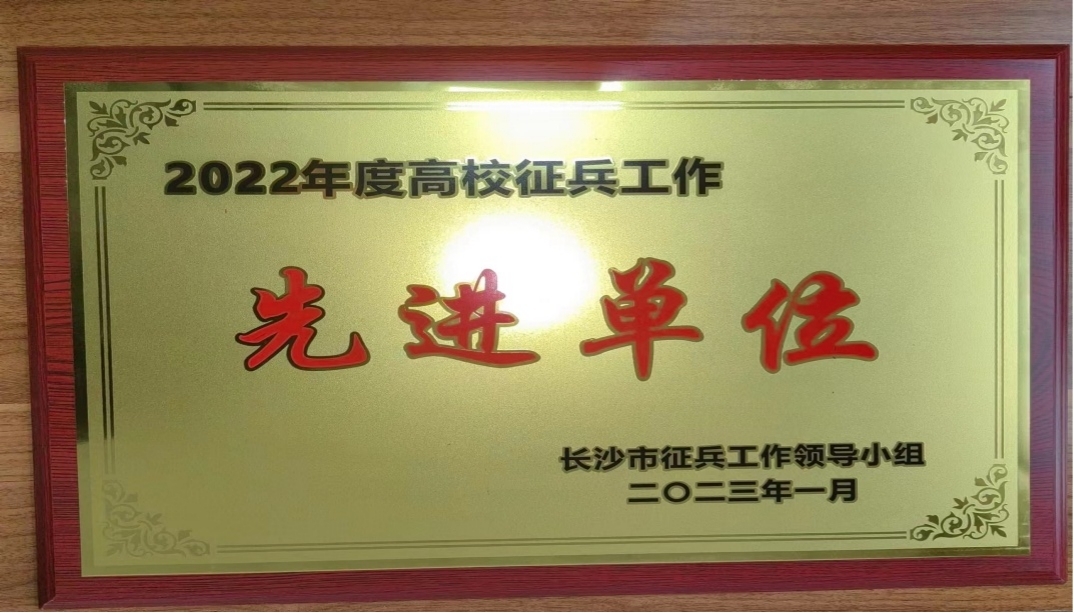 2022年度高校征兵工作
先进单位
长沙市征兵工作领导小组
二〇二三年一月